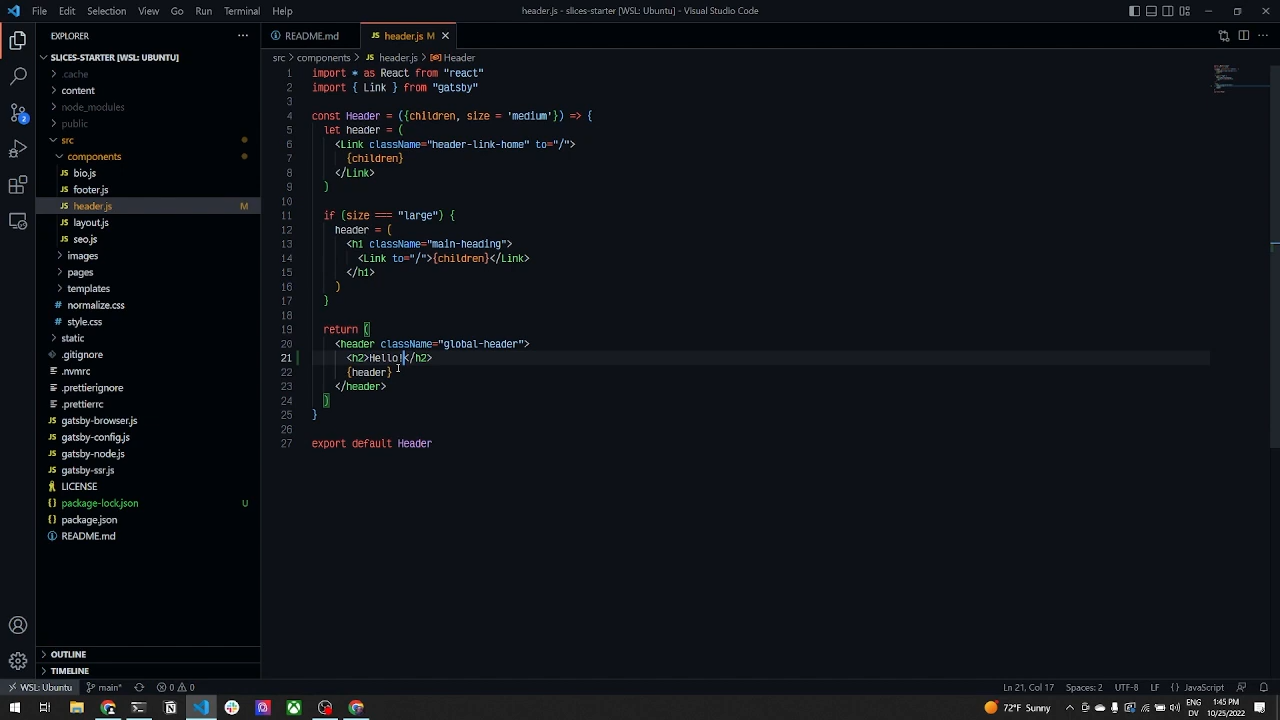 File Edit Selection View Go Run Terminal Help
header.js - slices-starter [WSL: Ubuntu] - Visual Studio Code
EXPLORER
README.md
header.js
SLICES-STARTER [WSL: UBUNTU]
.cache
content
node_modules
public
src
components
bio.js
footer.js
header.js M
layout.js
seo.js
images
pages
templates
# normalize.css
# style.css
static
.gitignore
.nvmrc
.prettierignore
.prettierrc
JS gatsby-browser.js
JS gatsby-config.js
JS gatsby-node.js
JS gatsby-ssr.js
LICENSE
{} package-lock.json U
{} package.json
README.md
OUTLINE
TIMELINE
src > components > JS header.js > Header
1 import * as React from "react"
2 import { Link } from "gatsby"
3
4 const Header = ({children, size = 'medium'}) => {
5 let header = (
6 <Link className="header-link-home" to="/">
7 {children}
8 </Link>
9 )
10
11 if (size === "large") {
12 header = (
13 <h1 className="main-heading">
14 <Link to="/">{children}</Link>
15 </h1>
16 )
17 }
18
19 return (
20 <header className="global-header">
21 <h2>Hello!</h2>
22 {header}
23 </header>
24 )
25 }
26
27 export default Header
WSL: Ubuntu main* 0 0
Ln 21, Col 17 Spaces: 2 UTF-8 LF {} JavaScript
72°F Sunny
ENG
DV
1:45 PM
10/25/2022
2